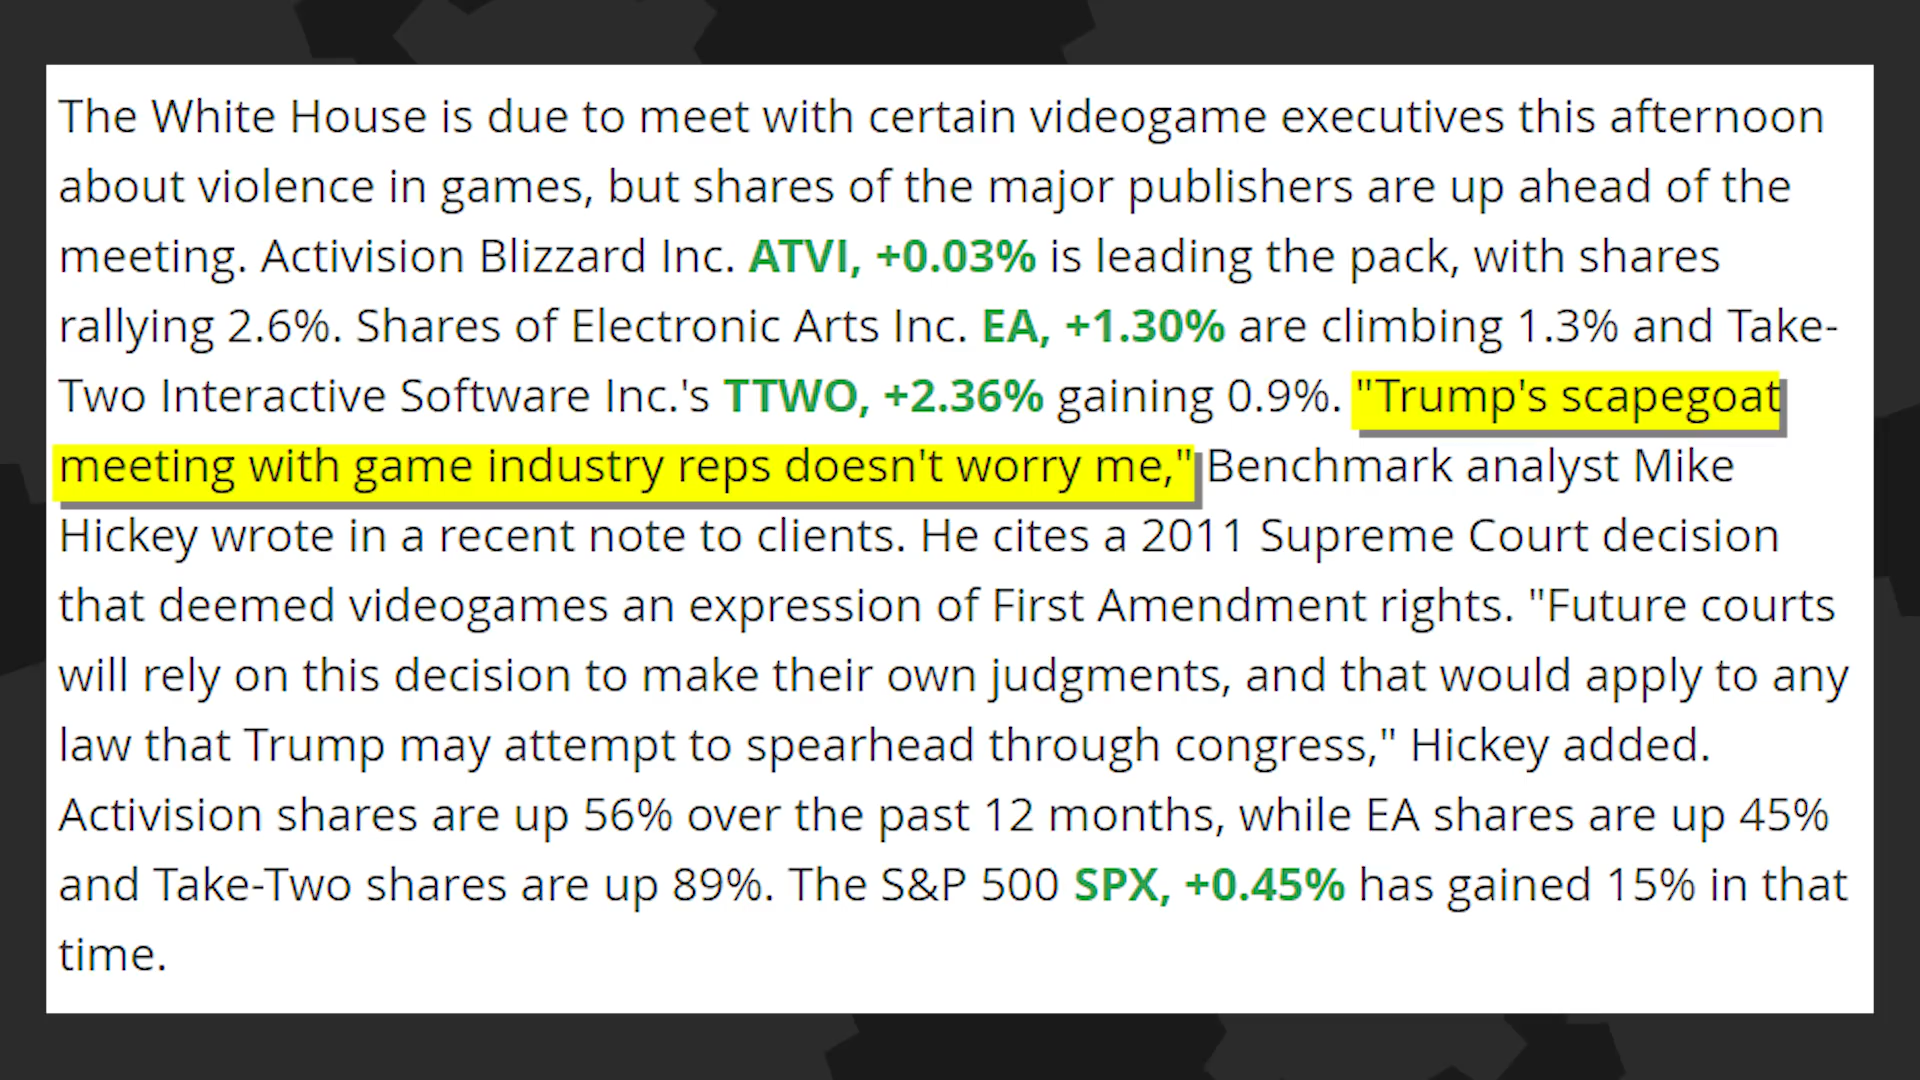 The White House is due to meet with certain videogame executives this afternoon
about violence in games, but shares of the major publishers are up ahead of the
meeting. Activision Blizzard Inc. ATVI, +0.03% is leading the pack, with shares
rallying 2.6%. Shares of Electronic Arts Inc. EA, +1.30% are climbing 1.3% and Take-
Two Interactive Software Inc.'s TTWO, +2.36% gaining 0.9%. "Trump's scapegoat
meeting with game industry reps doesn't worry me," Benchmark analyst Mike
Hickey wrote in a recent note to clients. He cites a 2011 Supreme Court decision
that deemed videogames an expression of First Amendment rights. "Future courts
will rely on this decision to make their own judgments, and that would apply to any
law that Trump may attempt to spearhead through congress," Hickey added.
Activision shares are up 56% over the past 12 months, while EA shares are up 45%
and Take-Two shares are up 89%. The S&P 500 SPX, +0.45% has gained 15% in that
time.